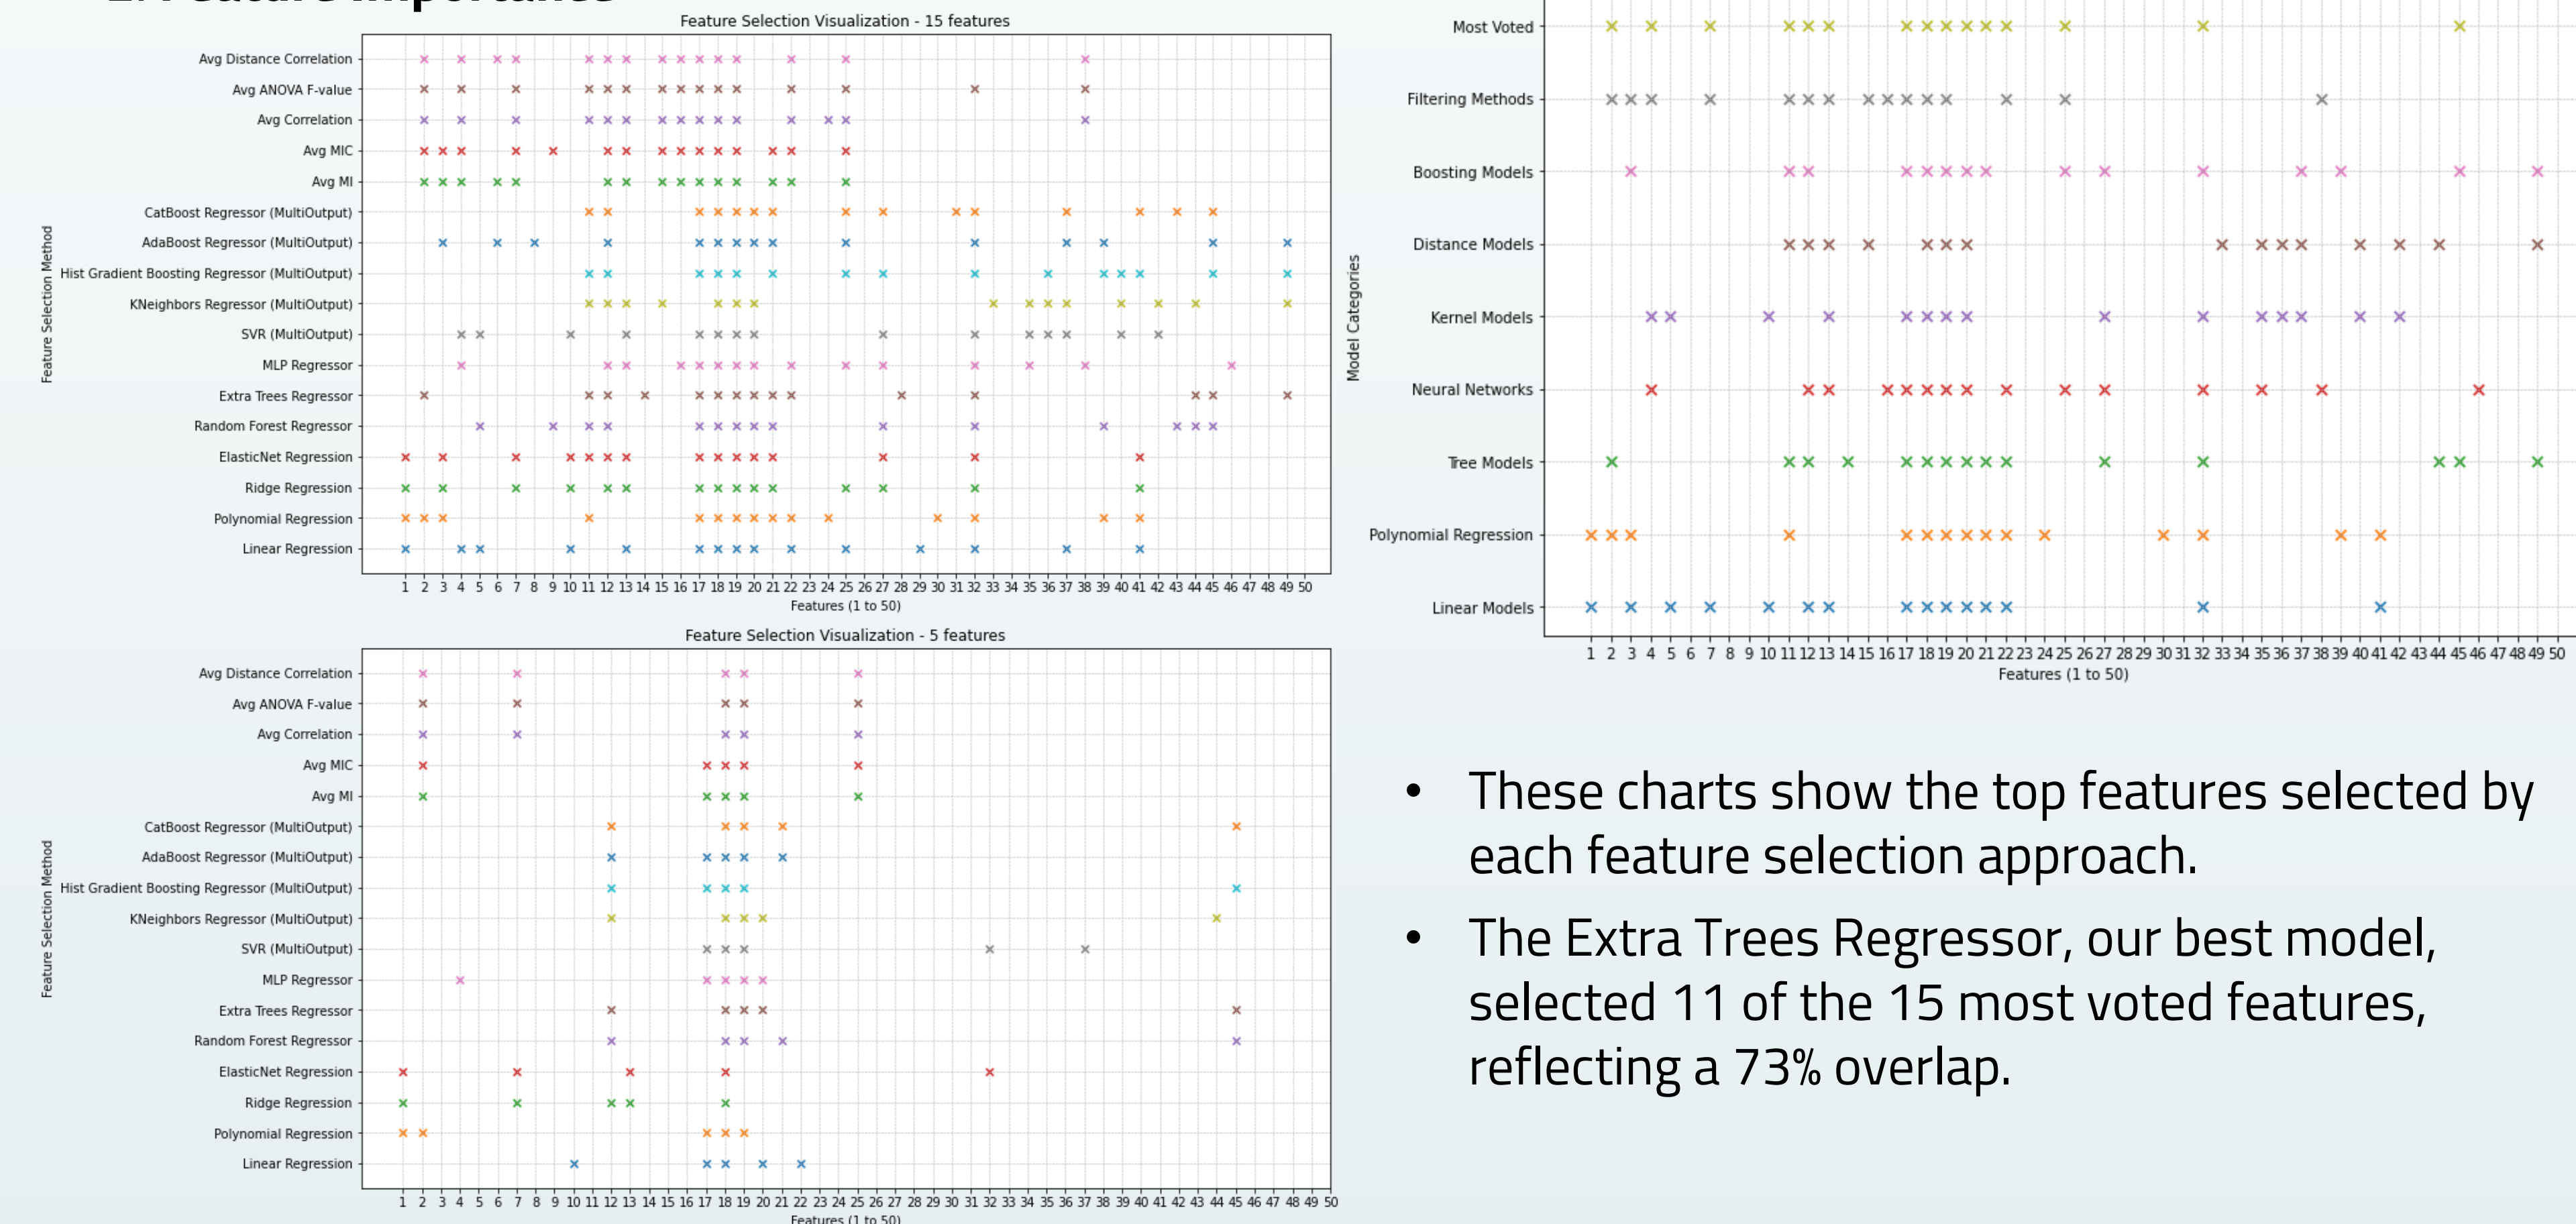 2. Feature Importance
Feature Selection Visualization - 15 features
Feature Selection Method
Avg Distance Correlation
Avg ANOVA F-value
Avg Correlation
Avg MIC
Avg MI
CatBoost Regressor (MultiOutput)
AdaBoost Regressor (MultiOutput)
Hist Gradient Boosting Regressor (MultiOutput)
KNeighbors Regressor (MultiOutput)
SVR (MultiOutput)
MLP Regressor
Extra Trees Regressor
Random Forest Regressor
ElasticNet Regression
Ridge Regression
Polynomial Regression
Linear Regression
1 2 3 4 5 6 7 8 9 10 11 12 13 14 15 16 17 18 19 20 21 22 23 24 25 26 27 28 29 30 31 32 33 34 35 36 37 38 39 40 41 42 43 44 45 46 47 48 49 50
Features (1 to 50)
Feature Selection Visualization - 5 features
Feature Selection Method
Avg Distance Correlation
Avg ANOVA F-value
Avg Correlation
Avg MIC
Avg MI
CatBoost Regressor (MultiOutput)
AdaBoost Regressor (MultiOutput)
Hist Gradient Boosting Regressor (MultiOutput)
KNeighbors Regressor (MultiOutput)
SVR (MultiOutput)
MLP Regressor
Extra Trees Regressor
Random Forest Regressor
ElasticNet Regression
Ridge Regression
Polynomial Regression
Linear Regression
1 2 3 4 5 6 7 8 9 10 11 12 13 14 15 16 17 18 19 20 21 22 23 24 25 26 27 28 29 30 31 32 33 34 35 36 37 38 39 40 41 42 43 44 45 46 47 48 49 50
Features (1 to 50)
Model Categories
Most Voted
Filtering Methods
Boosting Models
Distance Models
Kernel Models
Neural Networks
Tree Models
Polynomial Regression
Linear Models
1 2 3 4 5 6 7 8 9 10 11 12 13 14 15 16 17 18 19 20 21 22 23 24 25 26 27 28 29 30 31 32 33 34 35 36 37 38 39 40 41 42 43 44 45 46 47 48 49 50
Features (1 to 50)
• These charts show the top features selected by
each feature selection approach.
• The Extra Trees Regressor, our best model,
selected 11 of the 15 most voted features,
reflecting a 73% overlap.